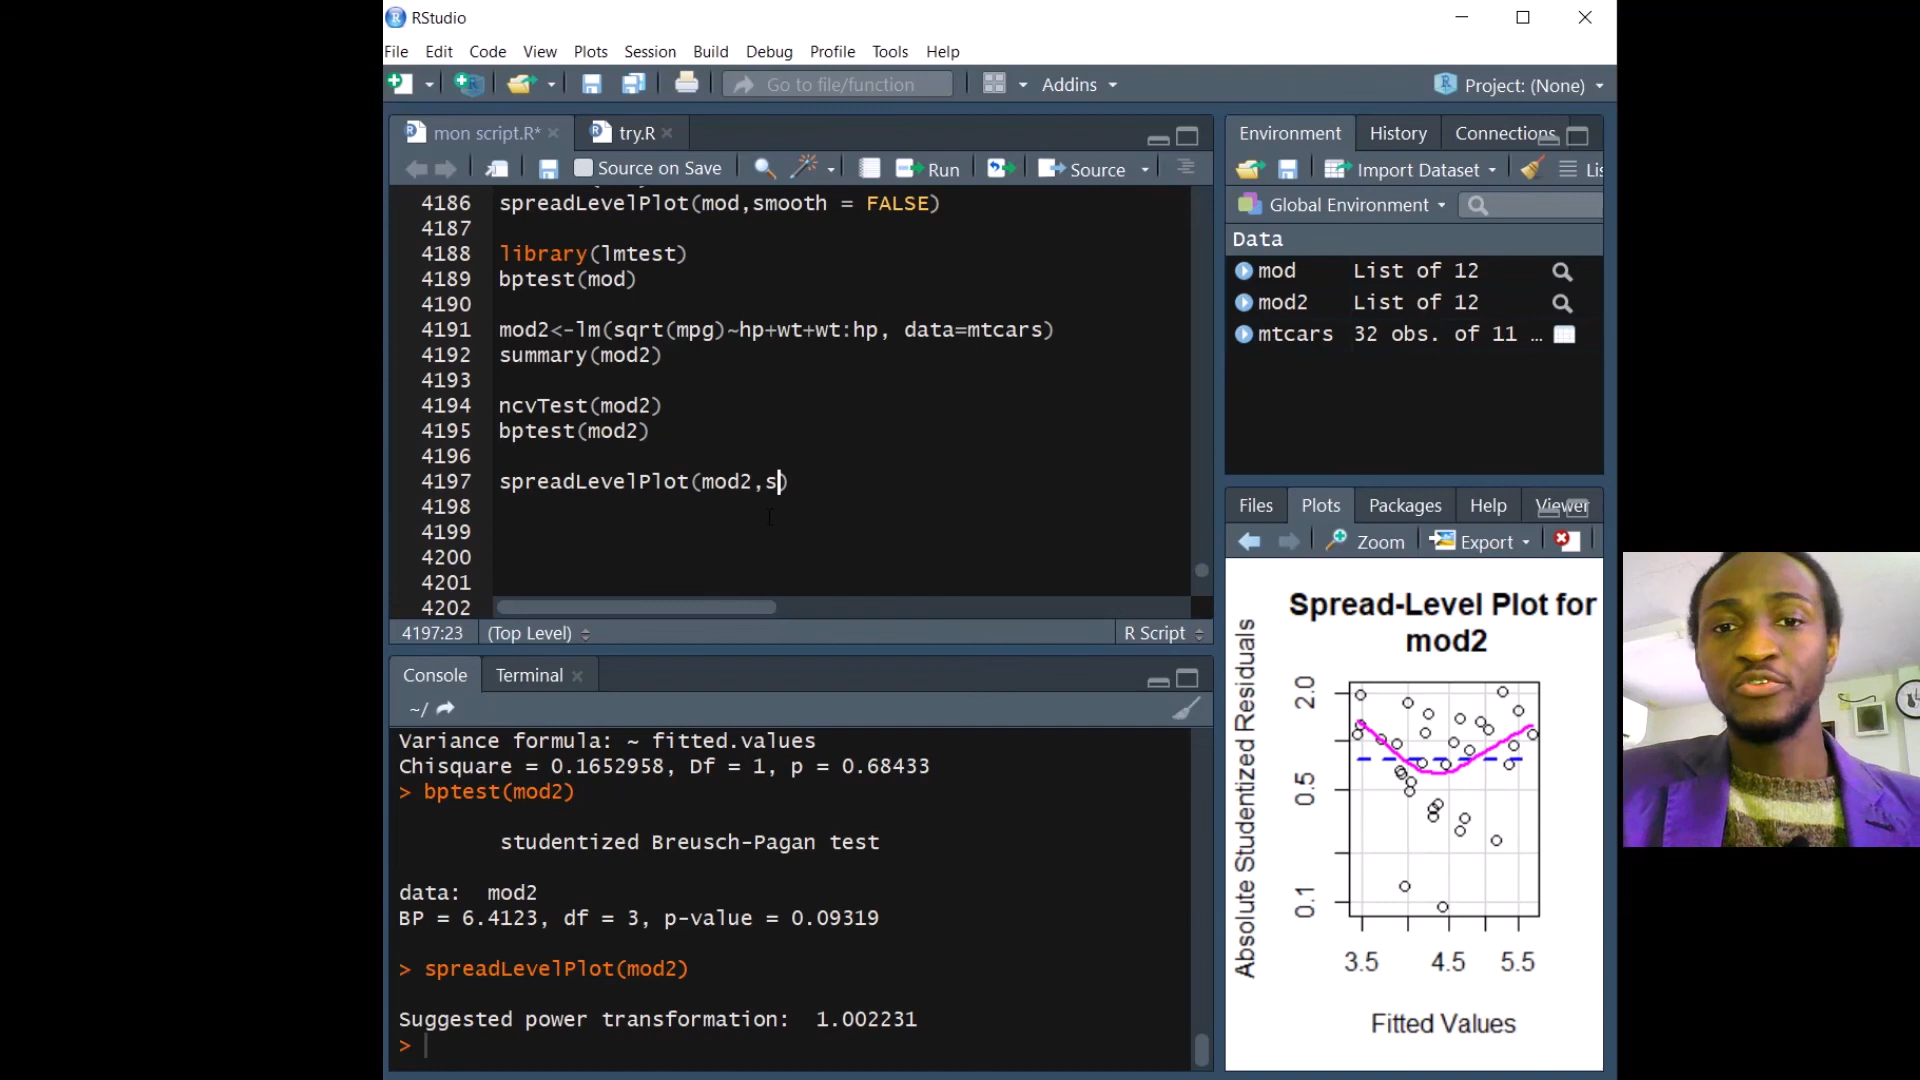 RStudio
File Edit Code View Plots Session Build Debug Profile Tools Help
Go to file/function Addins Project: (None)
mon script.R* try.R
Source on Save Run Source
4186 spreadLevelPlot(mod,smooth = FALSE)
4187
4188 library(lmtest)
4189 bptest(mod)
4190
4191 mod2<-lm(sqrt(mpg)~hp+wt+wt:hp, data=mtcars)
4192 summary(mod2)
4193
4194 ncvTest(mod2)
4195 bptest(mod2)
4196
4197 spreadLevelPlot(mod2,s)
4198
4199
4200
4201
4202
4197:23 (Top Level) R Script
Console Terminal
~/
Variance formula: ~ fitted.values
Chisquare = 0.1652958, Df = 1, p = 0.68433
> bptest(mod2)
studentized Breusch-Pagan test
data: mod2
BP = 6.4123, df = 3, p-value = 0.09319
> spreadLevelPlot(mod2)
Suggested power transformation: 1.002231
>
Environment History Connections
Import Dataset Lis
Global Environment
Data
mod List of 12
mod2 List of 12
mtcars 32 obs. of 11 …
Files Plots Packages Help Viewer
Zoom Export
Spread-Level Plot for
mod2
Absolute Studentized Residuals
2.0
0.5
0.1
3.5 4.5 5.5
Fitted Values